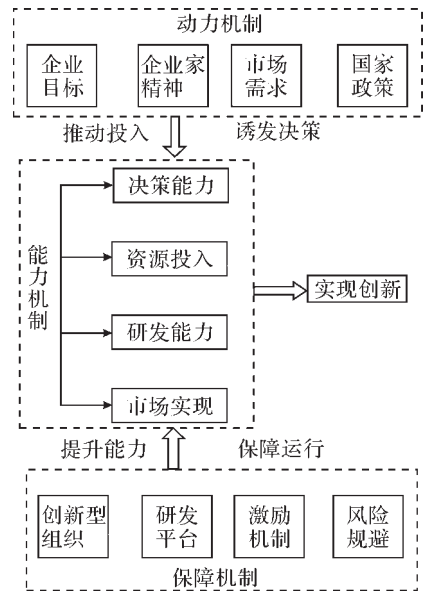 动力机制
企业
目标
企业家
精神
市场
需求
国家
政策
推动投入
诱发决策
能力机制
决策能力
资源投入
研发能力
市场实现
实现创新
提升能力
保障运行
创新型
组织
研发
平台
激励
机制
风险
规避
保障机制